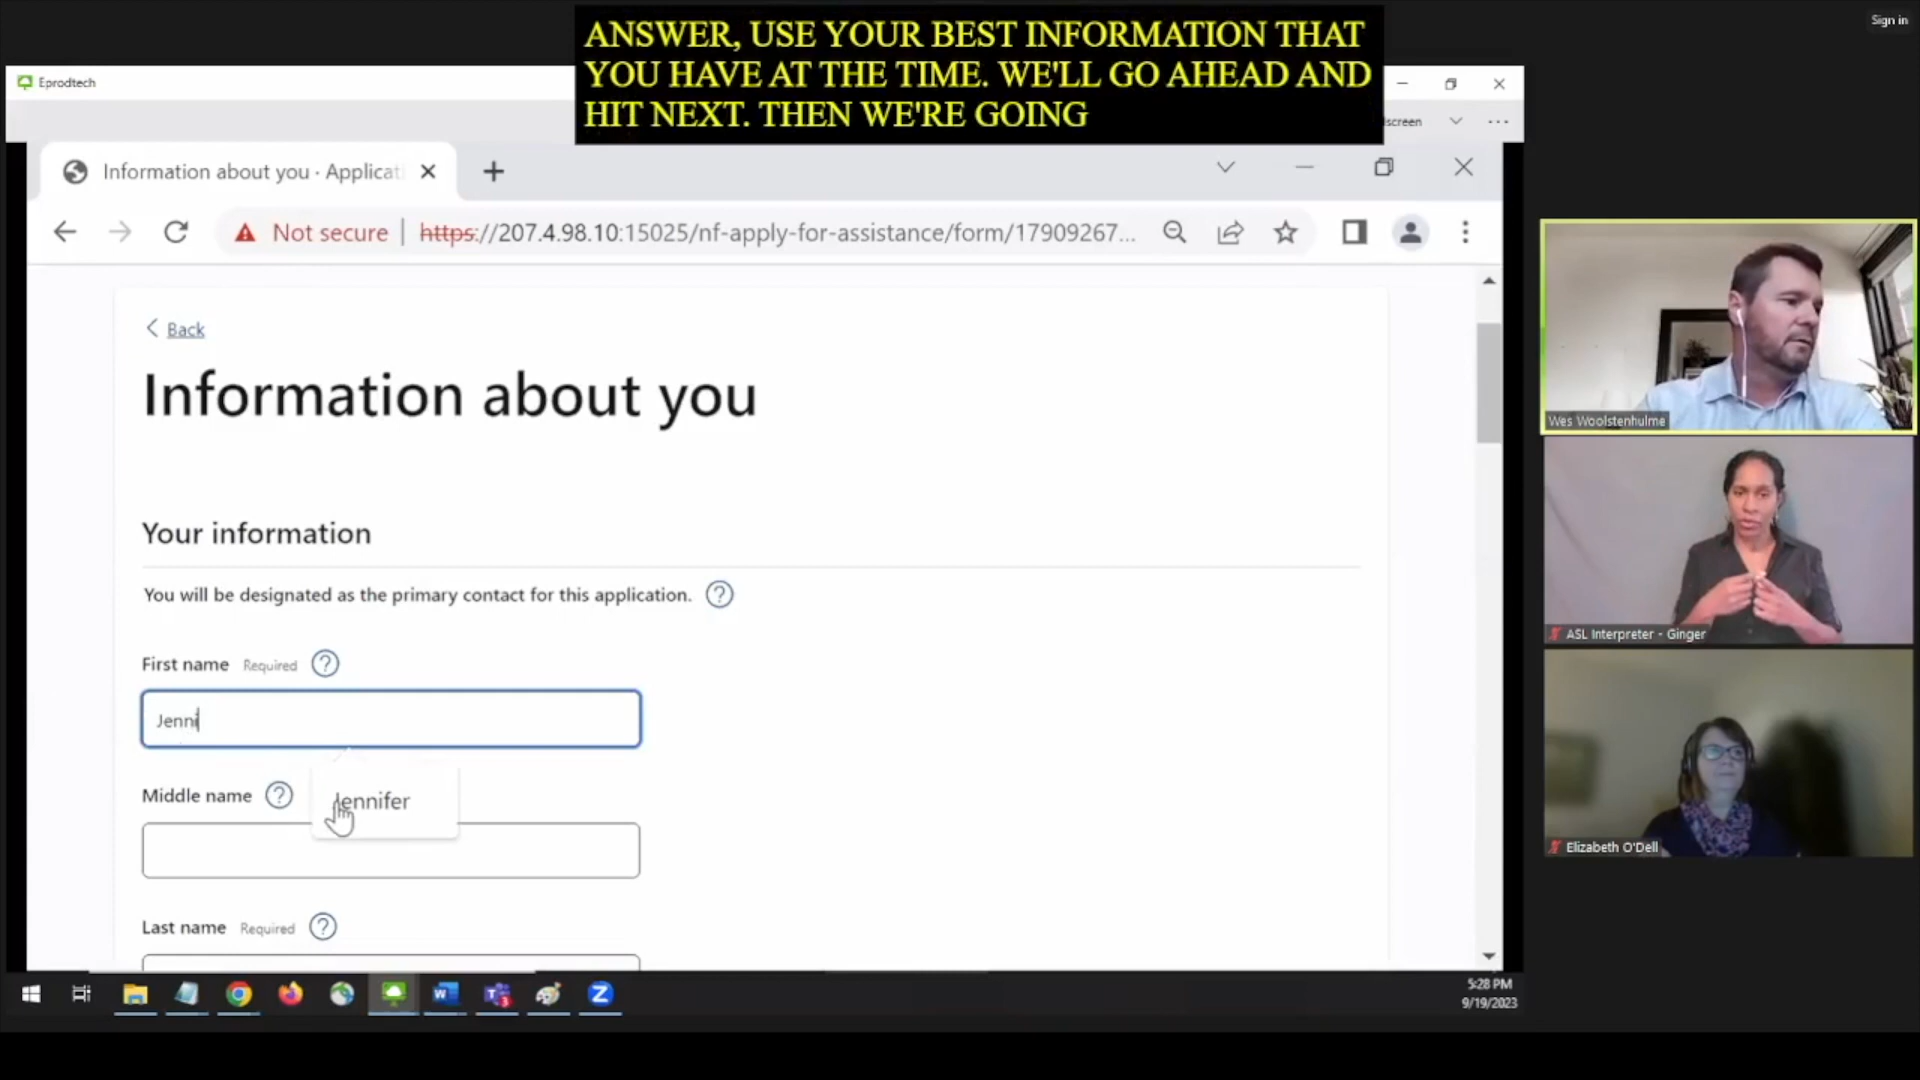 ANSWER, USE YOUR BEST INFORMATION THAT
YOU HAVE AT THE TIME. WE'LL GO AHEAD AND
HIT NEXT. THEN WE'RE GOING
Sign in
Eprodtech
Information about you · Applicati
Not secure | https://207.4.98.10:15025/nf-apply-for-assistance/form/17909267...
Back
Information about you
Your information
You will be designated as the primary contact for this application. ?
First name Required ?
Jenni
Jennifer
Middle name ?
Last name Required ?
Wes Woolstenhulme
ASL Interpreter - Ginger
Elizabeth O'Dell
5:28 PM
9/19/2023